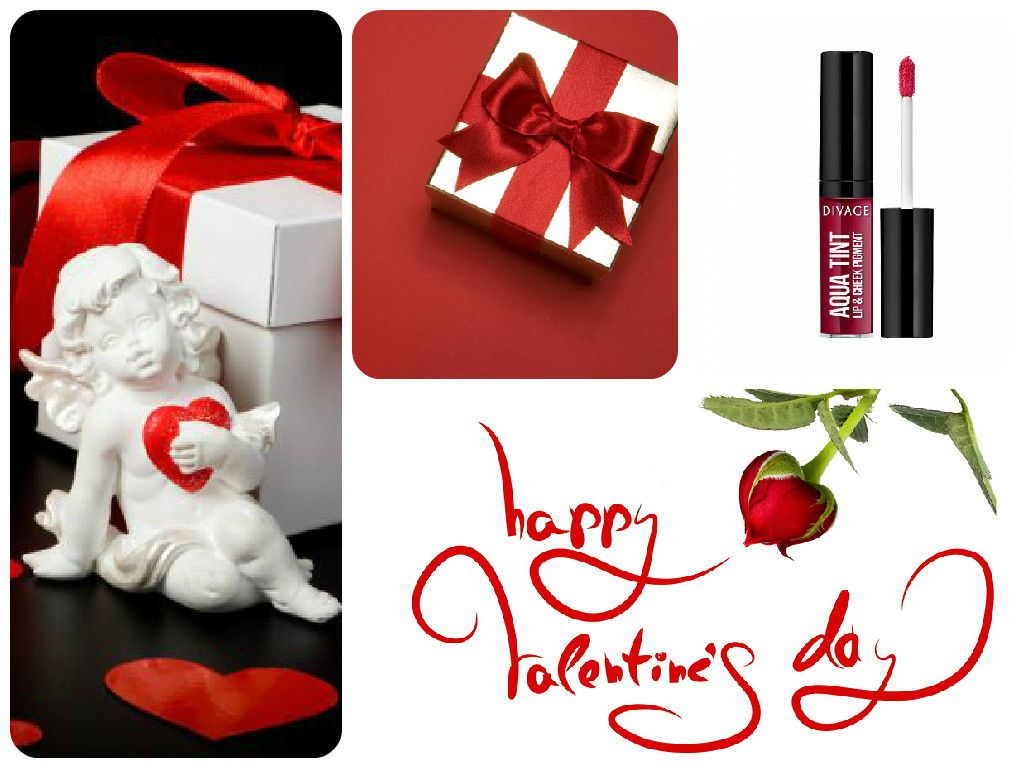 DIVAGE
AQUA TINT
LIP & CHEEK PIGMENT
happy
Valentine's day